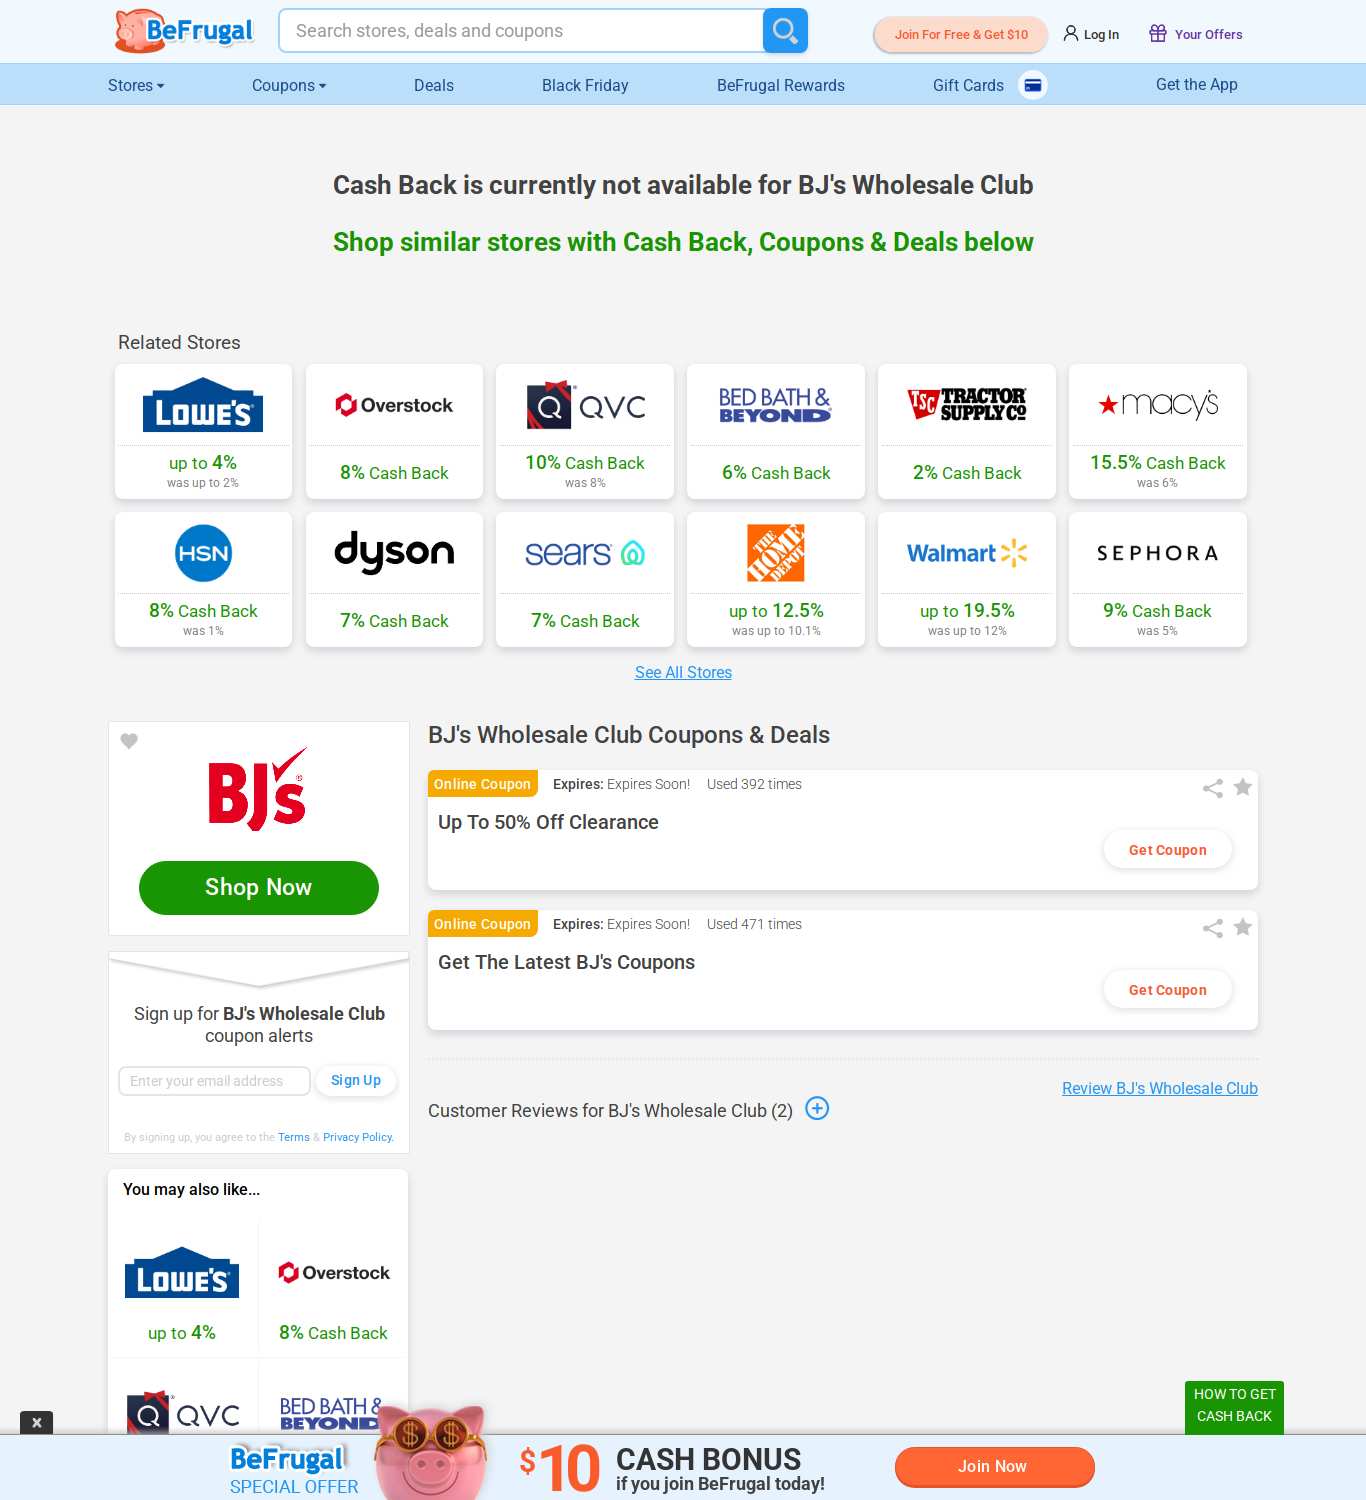 BeFrugal
Search stores, deals and coupons
Join For Free & Get $10
Log In
Your Offers
Stores
Coupons
Deals
Black Friday
BeFrugal Rewards
Gift Cards
Get the App
Cash Back is currently not available for BJ's Wholesale Club
Shop similar stores with Cash Back, Coupons & Deals below
Related Stores
LOWE'S
Overstock
Q QVC
BED BATH & BEYOND
TSC TRACTOR SUPPLY CO
macy's
up to 4%
was up to 2%
8% Cash Back
10% Cash Back
was 8%
6% Cash Back
2% Cash Back
15.5% Cash Back
was 6%
HSN
dyson
sears
THE HOME DEPOT
Walmart
SEPHORA
8% Cash Back
was 1%
7% Cash Back
7% Cash Back
up to 12.5%
was up to 10.1%
up to 19.5%
was up to 12%
9% Cash Back
was 5%
See All Stores
BJ's
Shop Now
BJ's Wholesale Club Coupons & Deals
Online Coupon Expires: Expires Soon! Used 392 times
Up To 50% Off Clearance
Get Coupon
Online Coupon Expires: Expires Soon! Used 471 times
Get The Latest BJ's Coupons
Get Coupon
Sign up for BJ's Wholesale Club
coupon alerts
Enter your email address
Sign Up
By signing up, you agree to the Terms & Privacy Policy.
Review BJ's Wholesale Club
Customer Reviews for BJ's Wholesale Club (2)
You may also like...
LOWE'S
Overstock
up to 4%
8% Cash Back
Q QVC
BED BATH &
BEYOND
HOW TO GET
CASH BACK
x
BeFrugal
SPECIAL OFFER
$10
CASH BONUS
if you join BeFrugal today!
Join Now